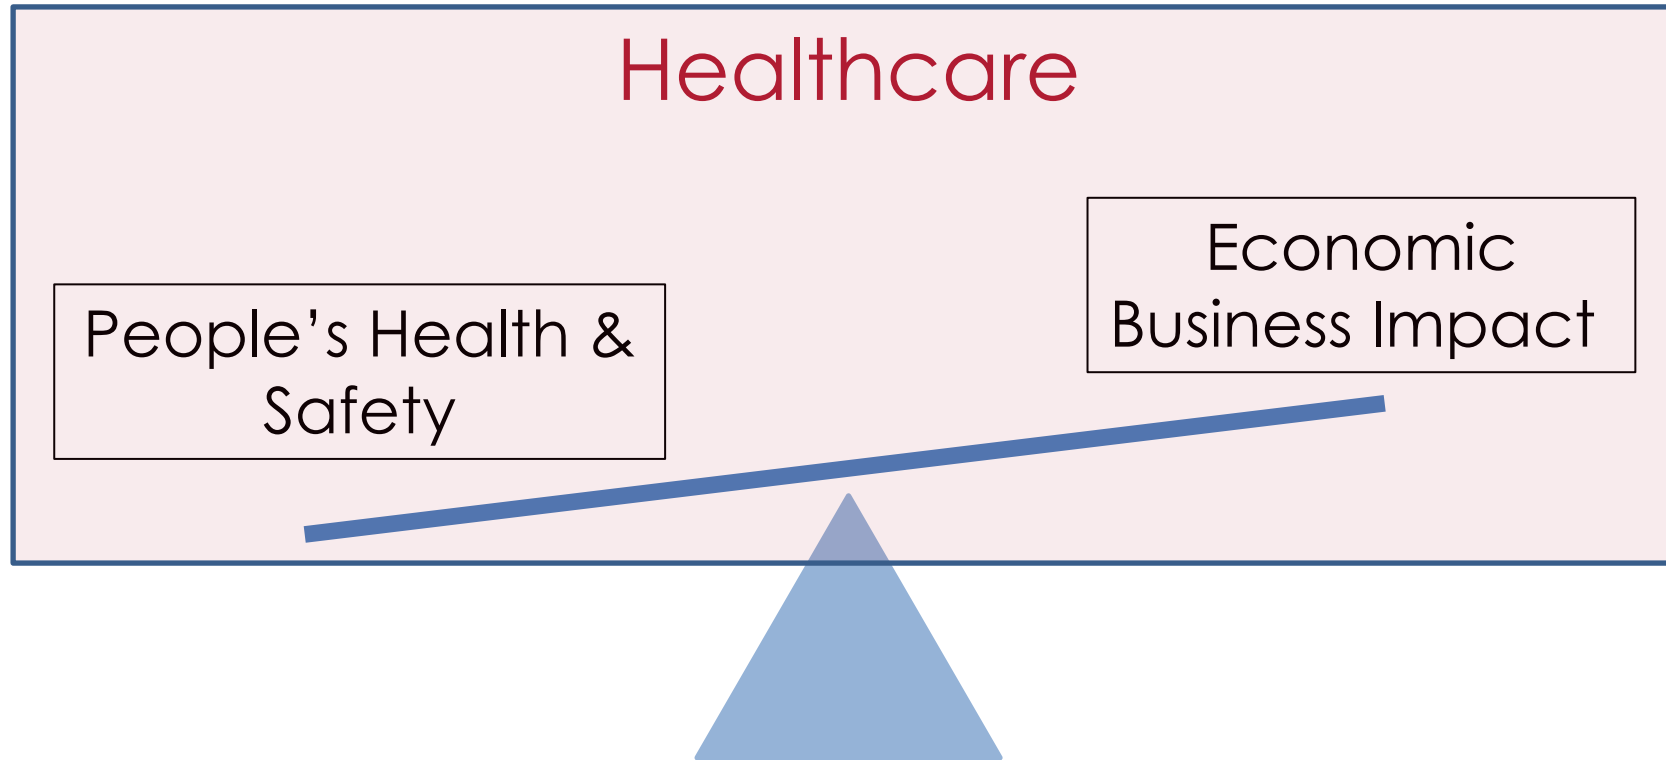 Healthcare
People’s Health &
Safety
Economic
Business Impact